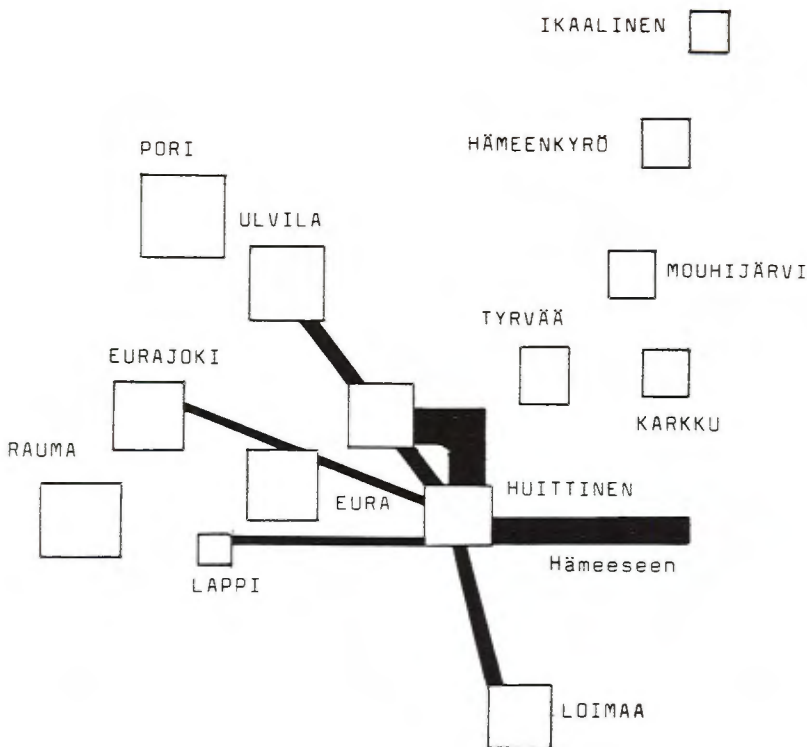 IKAALINEN
HÄMEENKYRÖ
PORI
ULVILA
MOUHIJÄRVI
TYRVÄÄ
EURAJOKI
KARKKU
RAUMA
HUITTINEN
EURA
Hämeeseen
LAPPI
LOIMAA